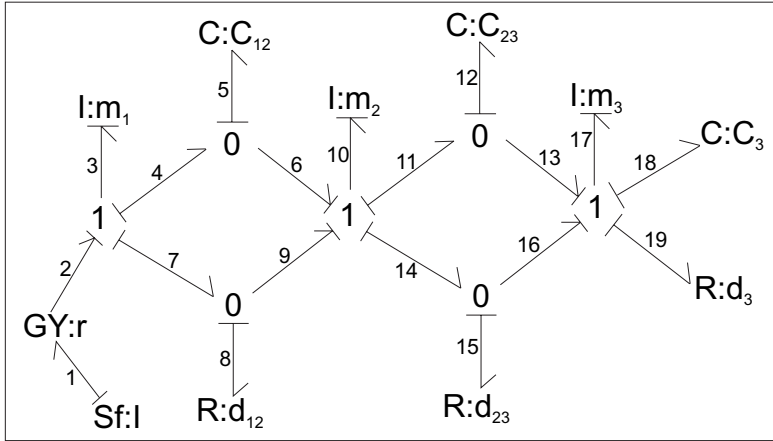 C:C₁₂
C:C₂₃
5
12
I:m₁
I:m₂
I:m₃
C:C₃
0
0
3
4
6
10
11
13
17
18
1
1
1
2
7
9
14
16
19
0
0
GY:r
R:d₃
1
8
15
Sf:I
R:d₁₂
R:d₂₃